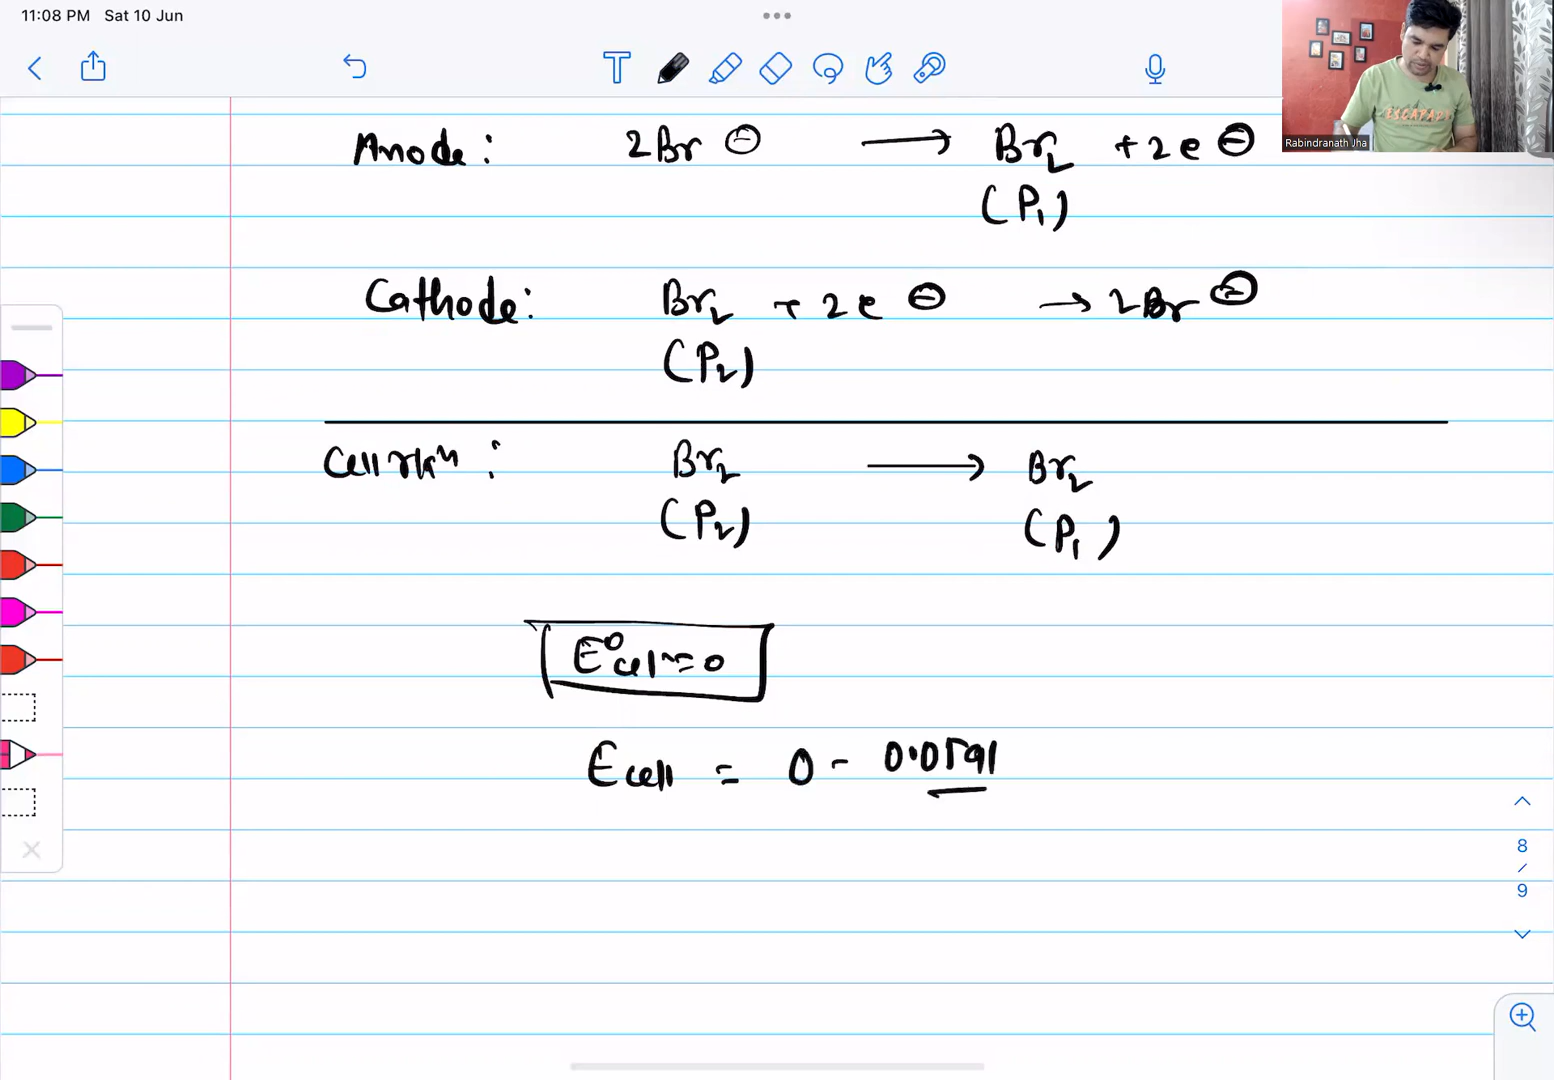 11:08 PM Sat 10 Jun
Anode: 2Br⊖ ⟶ Br₂ + 2e⊖
(P₁)
Rabindranath Jha
Cathode: Br₂ + 2e⊖ → 2Br⊖
(P₂)
Cell rxn: Br₂ ⟶ Br₂
(P₂) (P₁)
E⁰cell = 0
Ecell = 0 - 0.0591
8
/
9